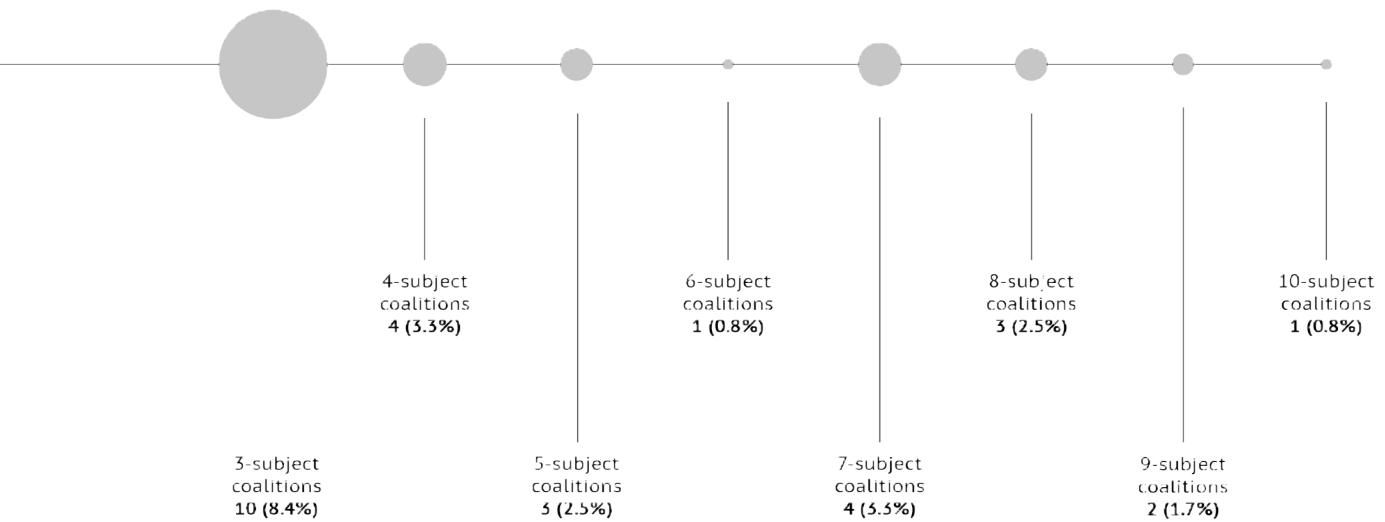 4-subject
coalitions
4 (3.3%)
6-subject
coalitions
1 (0.8%)
8-subject
coalitions
3 (2.5%)
10-subject
coalitions
1 (0.8%)
3-subject
coalitions
10 (8.4%)
5-subject
coalitions
3 (2.5%)
7-subject
coalitions
4 (3.3%)
9-subject
coalitions
2 (1.7%)